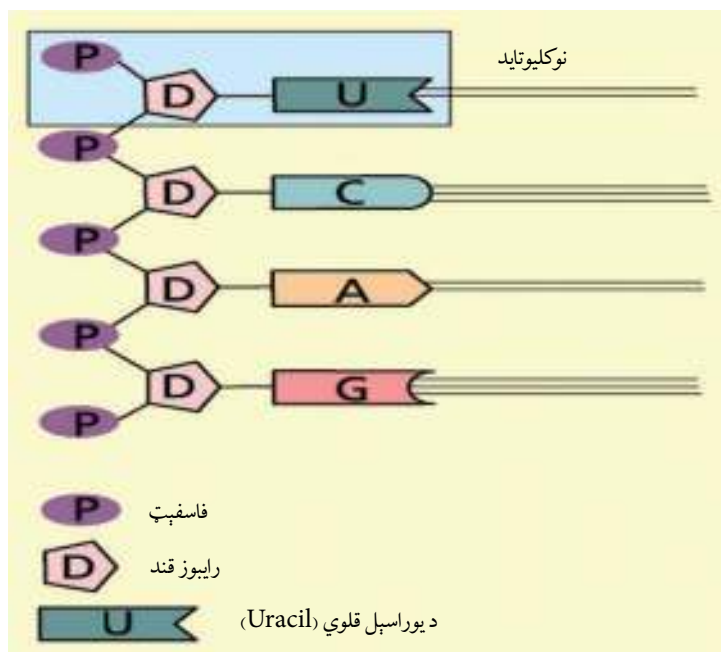 P
نوکلیوتاید
D U
P
D C
P
D A
P
D G
P
P فاسفېټ
D رایبوز قند
U د یوراسېل قلوي (Uracil)